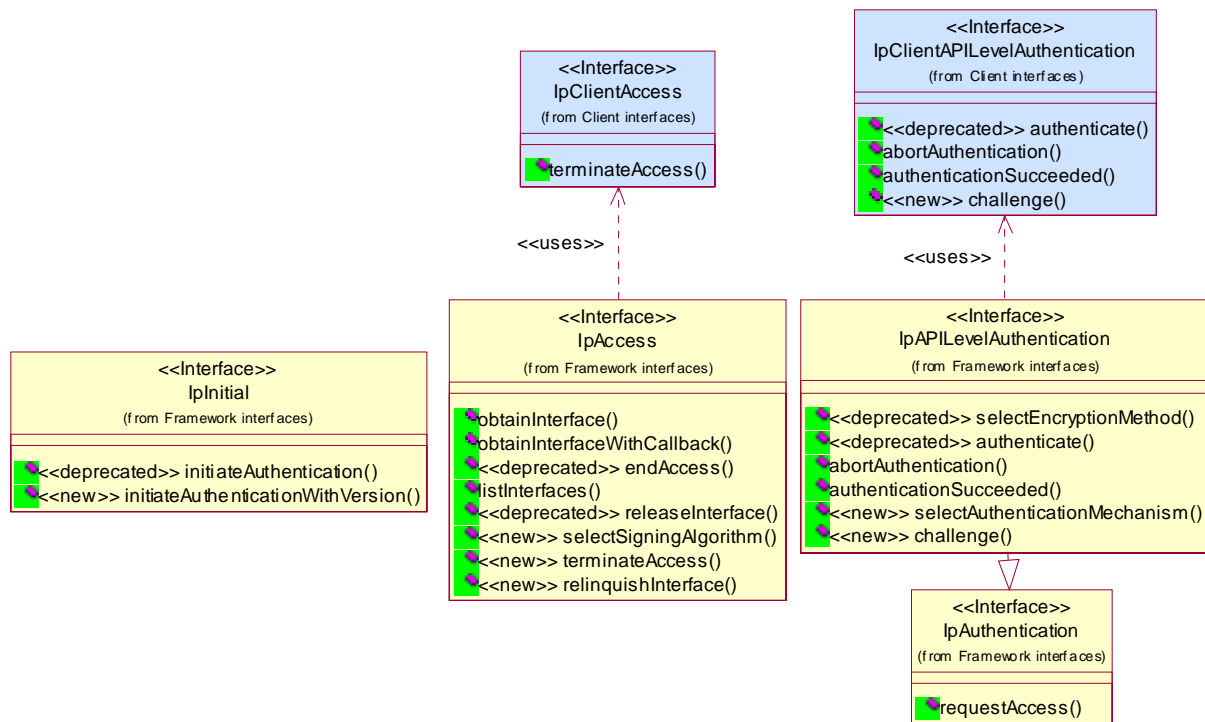 <<Interface>>
IpClientAccess
(from Client interfaces)
terminateAccess()
<<Interface>>
IpClientAPILevelAuthentication
(from Client interfaces)
<<deprecated>> authenticate()
abortAuthentication()
authenticationSucceeded()
<<new>> challenge()
<<uses>>
<<uses>>
<<Interface>>
IpInitial
(from Framework interfaces)
<<deprecated>> initiateAuthentication()
<<new>> initiateAuthenticationWithVersion()
<<Interface>>
IpAccess
(from Framework interfaces)
obtainInterface()
obtainInterfaceWithCallback()
<<deprecated>> endAccess()
listInterfaces()
<<deprecated>> releaseInterface()
<<new>> selectSigningAlgorithm()
<<new>> terminateAccess()
<<new>> relinquishInterface()
<<Interface>>
IpAPILevelAuthentication
(from Framework interfaces)
<<deprecated>> selectEncryptionMethod()
<<deprecated>> authenticate()
abortAuthentication()
authenticationSucceeded()
<<new>> selectAuthenticationMechanism()
<<new>> challenge()
<<Interface>>
IpAuthentication
(from Framework interfaces)
requestAccess()